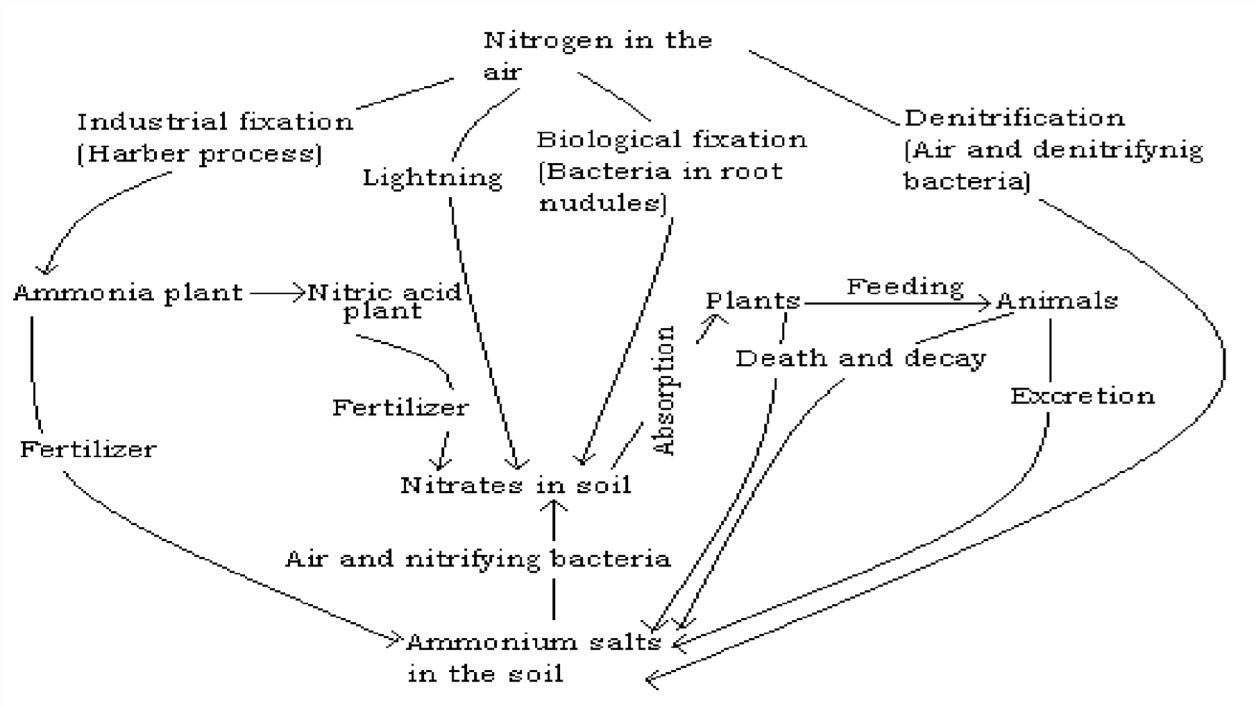 Nitrogen in the
air
Industrial fixation
(Harber process)
Lightning
Biological fixation
(Bacteria in root
nudules)
Denitrification
(Air and denitrifynig
bacteria)
Ammonia plant
Nitric acid
plant
Plants
Feeding
Animals
Absorption
Death and decay
Excretion
Fertilizer
Fertilizer
Nitrates in soil
Air and nitrifying bacteria
Ammonium salts
in the soil